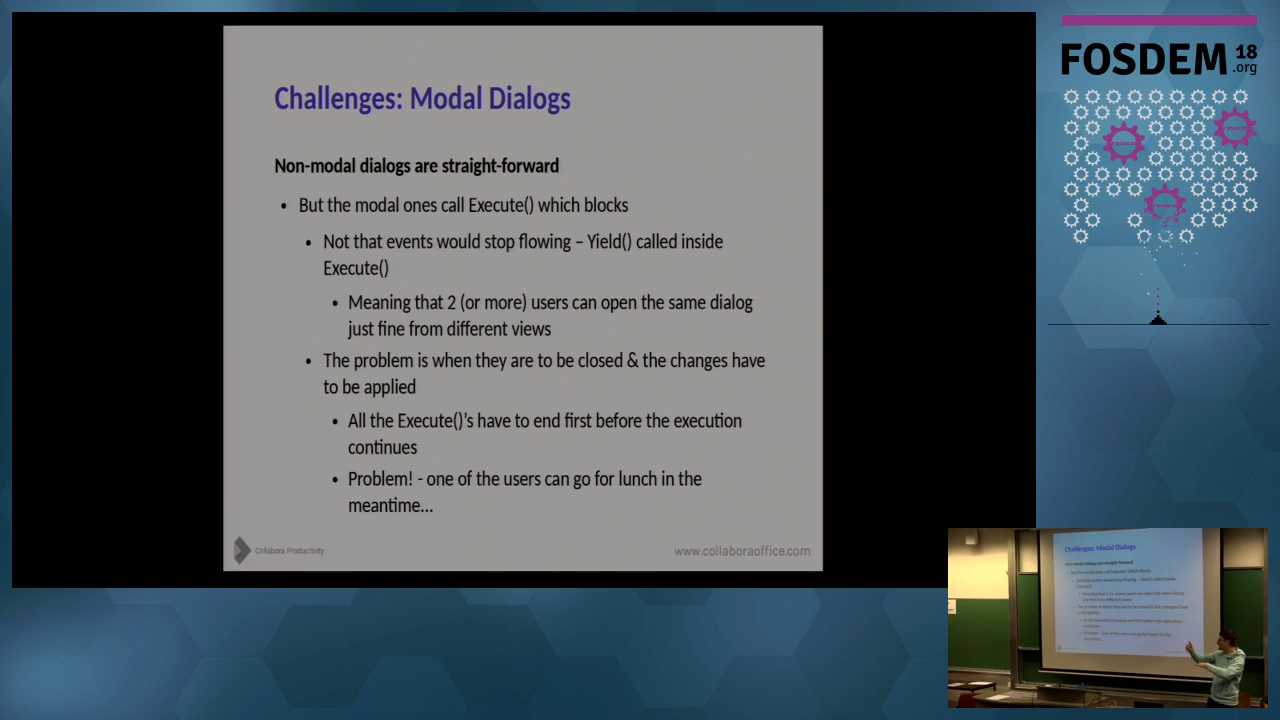 Challenges: Modal Dialogs
Non-modal dialogs are straight-forward
• But the modal ones call Execute() which blocks
• Not that events would stop flowing – Yield() called inside
Execute()
• Meaning that 2 (or more) users can open the same dialog
just fine from different views
• The problem is when they are to be closed & the changes have
to be applied
• All the Execute()'s have to end first before the execution
continues
• Problem! - one of the users can go for lunch in the
meantime...
Collabora Productivity
www.collaboraoffice.com
FOSDEM 18
.org
Challenges: Modal Dialogs